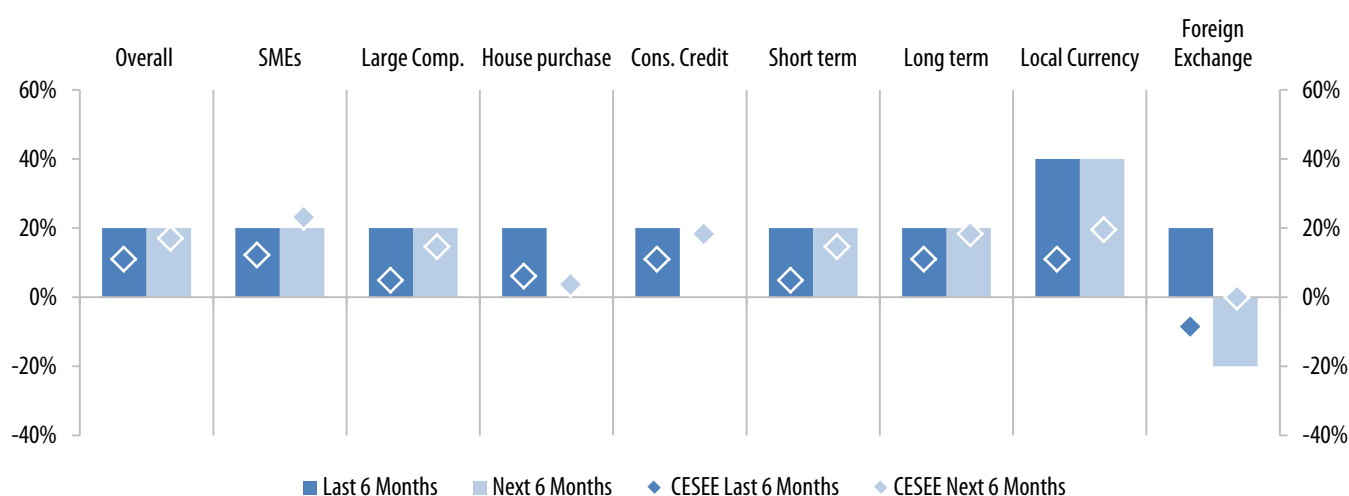 Overall
SMEs
Large Comp.
House purchase
Cons. Credit
Short term
Long term
Local Currency
Foreign
Exchange
60%
40%
20%
0%
-20%
-40%
60%
40%
20%
0%
-20%
-40%
Last 6 Months
Next 6 Months
CESEE Last 6 Months
CESEE Next 6 Months